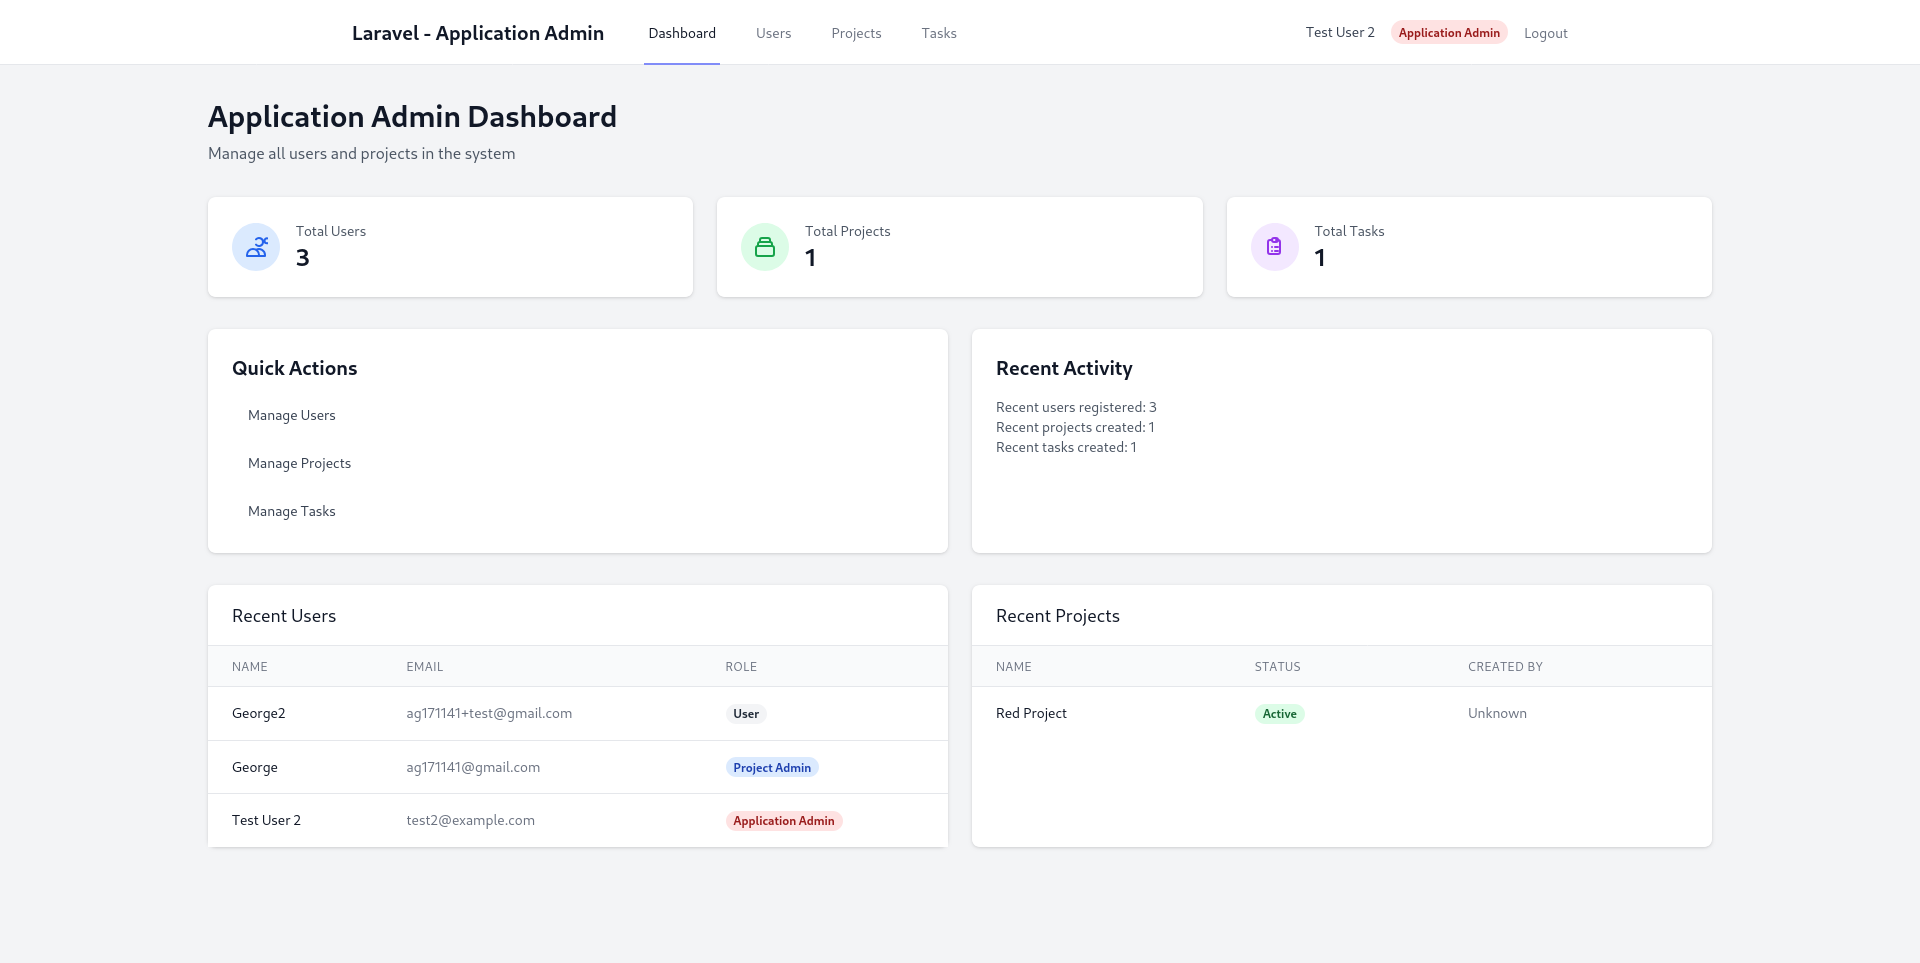 Laravel - Application Admin Dashboard Users Projects Tasks Test User 2 Application Admin Logout
Application Admin Dashboard
Manage all users and projects in the system
Total Users
3
Total Projects
1
Total Tasks
1
Quick Actions
Manage Users
Manage Projects
Manage Tasks
Recent Activity
Recent users registered: 3
Recent projects created: 1
Recent tasks created: 1
Recent Users
NAME EMAIL ROLE
George2 ag171141+test@gmail.com User
George ag171141@gmail.com Project Admin
Test User 2 test2@example.com Application Admin
Recent Projects
NAME STATUS CREATED BY
Red Project Active Unknown